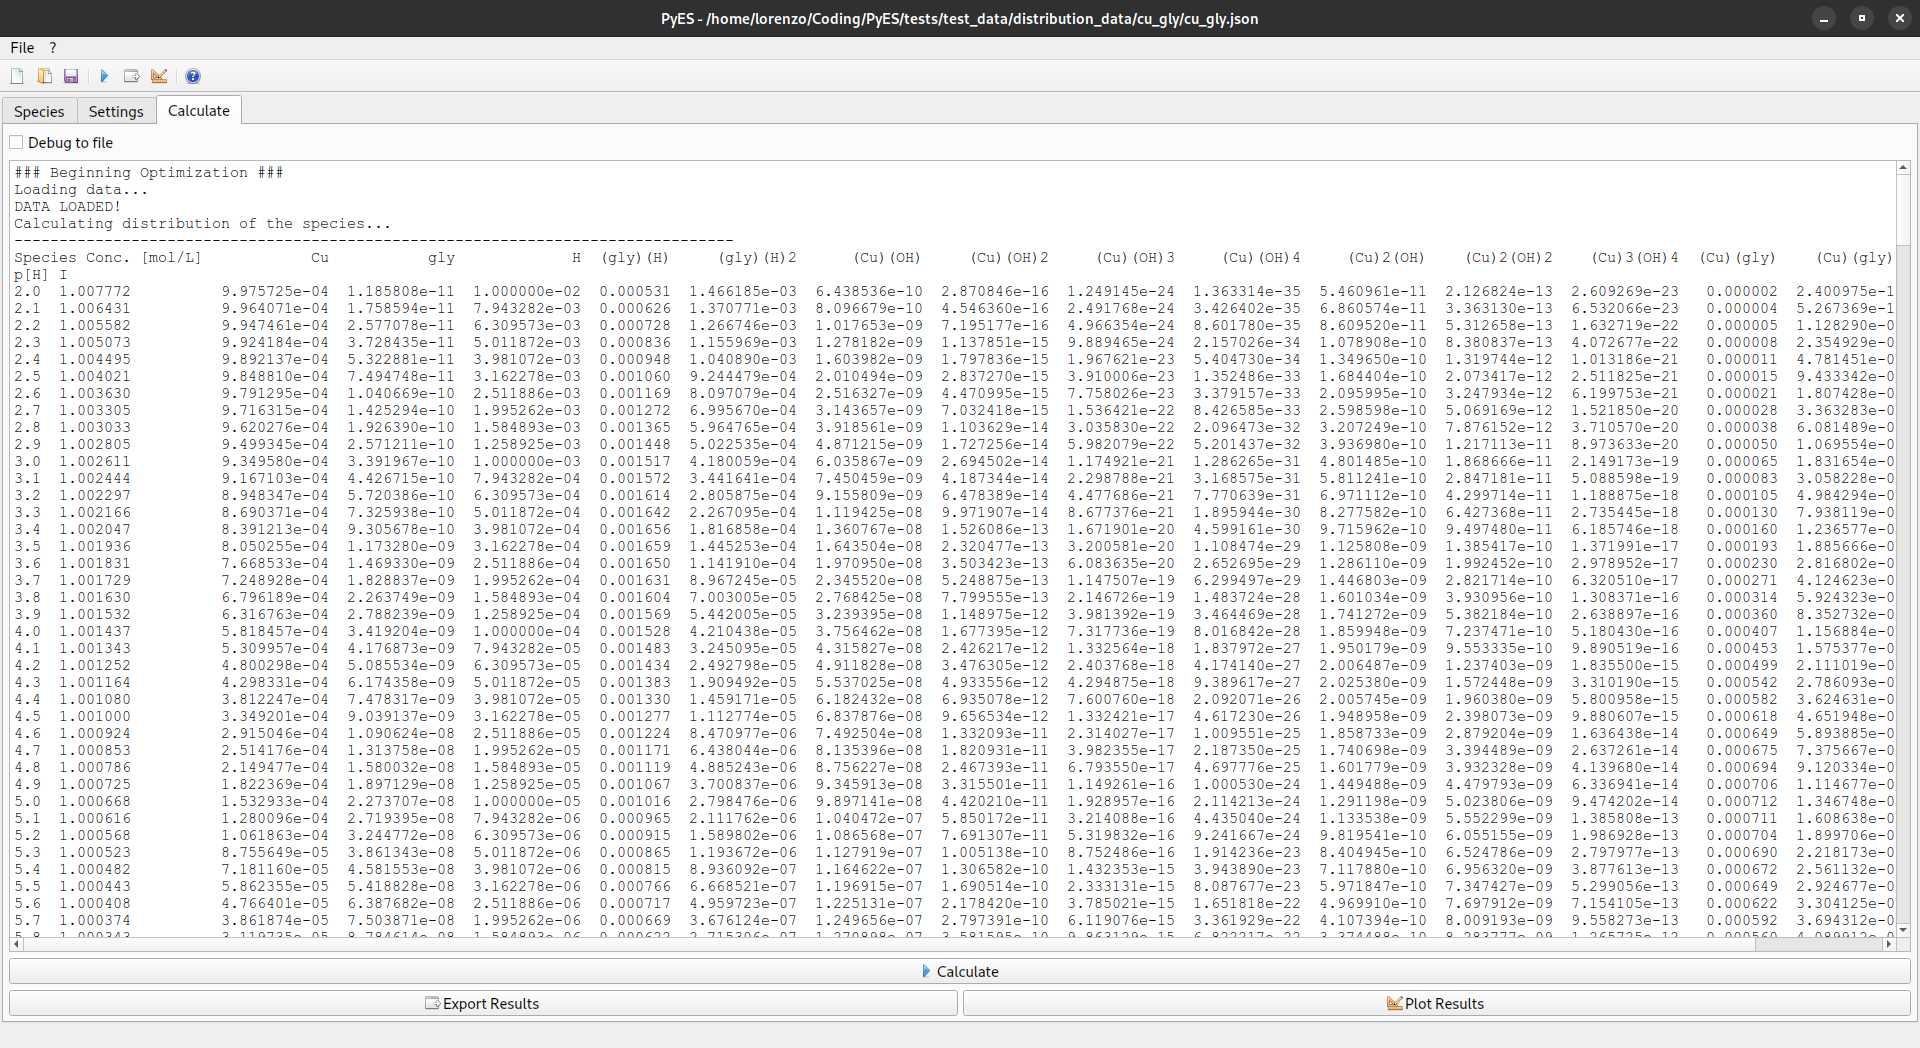 PyES - /home/lorenzo/Coding/PyES/tests/test_data/distribution_data/cu_gly/cu_gly.json
File ?
Species Settings Calculate
Debug to file
### Beginning Optimization ###
Loading data...
DATA LOADED!
Calculating distribution of the species...
--------------------------------------------------------------------------------
Species Conc. [mol/L] Cu gly H (gly)(H) (gly)(H)2 (Cu)(OH) (Cu)(OH)2 (Cu)(OH)3 (Cu)(OH)4 (Cu)2(OH) (Cu)2(OH)2 (Cu)3(OH)4 (Cu)(gly) (Cu)(gly)
p[H] I
2.0 1.007772 9.975725e-04 1.185808e-11 1.000000e-02 0.000531 1.466185e-03 6.438536e-10 2.870846e-16 1.249145e-24 1.363314e-35 5.460961e-11 2.126824e-13 2.609269e-23 0.000002 2.400975e-1
2.1 1.006431 9.964071e-04 1.758594e-11 7.943282e-03 0.000626 1.370771e-03 8.096679e-10 4.546360e-16 2.491768e-24 3.426402e-35 6.860574e-11 3.363130e-13 6.532066e-23 0.000004 5.267369e-1
2.2 1.005582 9.947461e-04 2.577078e-11 6.309573e-03 0.000728 1.266746e-03 1.017653e-09 7.195177e-16 4.966354e-24 8.601780e-35 8.609520e-11 5.312658e-13 1.632719e-22 0.000005 1.128290e-0
2.3 1.005073 9.924184e-04 3.728435e-11 5.011872e-03 0.000836 1.155969e-03 1.278182e-09 1.137851e-15 9.889465e-24 2.157026e-34 1.078908e-10 8.380837e-13 4.072677e-22 0.000008 2.354929e-0
2.4 1.004495 9.892137e-04 5.322881e-11 3.981072e-03 0.000948 1.040890e-03 1.603982e-09 1.797836e-15 1.967621e-23 5.404730e-34 1.349650e-10 1.319744e-12 1.013186e-21 0.000011 4.781451e-0
2.5 1.004021 9.848810e-04 7.494748e-11 3.162278e-03 0.001060 9.244479e-04 2.010494e-09 2.837270e-15 3.910006e-23 1.352486e-33 1.684404e-10 2.073417e-12 2.511825e-21 0.000015 9.433342e-0
2.6 1.003630 9.791295e-04 1.040669e-10 2.511886e-03 0.001169 8.097079e-04 2.516327e-09 4.470995e-15 7.758026e-23 3.379157e-33 2.095995e-10 3.247934e-12 6.199753e-21 0.000021 1.807428e-0
2.7 1.003305 9.716315e-04 1.425294e-10 1.995262e-03 0.001272 6.995670e-04 3.143657e-09 7.032418e-15 1.536421e-22 8.426585e-33 2.598598e-10 5.069169e-12 1.521850e-20 0.000028 3.363283e-0
2.8 1.003033 9.620276e-04 1.926390e-10 1.584893e-03 0.001365 5.964765e-04 3.918561e-09 1.103629e-14 3.035830e-22 2.096473e-32 3.207249e-10 7.876152e-12 3.710570e-20 0.000038 6.081489e-0
2.9 1.002805 9.499345e-04 2.571211e-10 1.258925e-03 0.001448 5.022535e-04 4.871215e-09 1.727256e-14 5.982079e-22 5.201437e-32 3.936980e-10 1.217113e-11 8.973633e-20 0.000050 1.069554e-0
3.0 1.002611 9.349580e-04 3.391967e-10 1.000000e-03 0.001517 4.180059e-04 6.035867e-09 2.694502e-14 1.174921e-21 1.286265e-31 4.801485e-10 1.868666e-11 2.149173e-19 0.000065 1.831654e-0
3.1 1.002444 9.167103e-04 4.426715e-10 7.943282e-04 0.001572 3.441641e-04 7.450459e-09 4.187344e-14 2.298788e-21 3.168575e-31 5.811241e-10 2.847181e-11 5.088598e-19 0.000083 3.058228e-0
3.2 1.002297 8.948347e-04 5.720386e-10 6.309573e-04 0.001614 2.805875e-04 9.155809e-09 6.478389e-14 4.477686e-21 7.770639e-31 6.971112e-10 4.299714e-11 1.188875e-18 0.000105 4.984294e-0
3.3 1.002166 8.690371e-04 7.325938e-10 5.011872e-04 0.001642 2.267095e-04 1.119425e-08 9.971907e-14 8.677376e-21 1.895944e-30 8.277582e-10 6.427368e-11 2.735445e-18 0.000130 7.938119e-0
3.4 1.002047 8.391213e-04 9.305678e-10 3.981072e-04 0.001656 1.816858e-04 1.360767e-08 1.526086e-13 1.671901e-20 4.599161e-30 9.715962e-10 9.497480e-11 6.185746e-18 0.000160 1.236577e-0
3.5 1.001936 8.050255e-04 1.173280e-09 3.162278e-04 0.001659 1.445253e-04 1.643504e-08 2.320477e-13 3.200581e-20 1.108474e-29 1.125808e-09 1.385417e-10 1.371991e-17 0.000193 1.885666e-0
3.6 1.001831 7.668533e-04 1.469330e-09 2.511886e-04 0.001650 1.141910e-04 1.970950e-08 3.503423e-13 6.083635e-20 2.652695e-29 1.286110e-09 1.992452e-10 2.978952e-17 0.000230 2.816802e-0
3.7 1.001729 7.248928e-04 1.828837e-09 1.995262e-04 0.001631 8.967245e-05 2.345520e-08 5.248875e-13 1.147507e-19 6.299497e-29 1.446803e-09 2.821714e-10 6.320510e-17 0.000271 4.124623e-0
3.8 1.001630 6.796189e-04 2.263749e-09 1.584893e-04 0.001604 7.003005e-05 2.768425e-08 7.799555e-13 2.146726e-19 1.483724e-28 1.601034e-09 3.930956e-10 1.308371e-16 0.000314 5.924323e-0
3.9 1.001532 6.316763e-04 2.788239e-09 1.258925e-04 0.001569 5.442005e-05 3.239395e-08 1.148975e-12 3.981392e-19 3.464469e-28 1.741272e-09 5.382184e-10 2.638897e-16 0.000360 8.352732e-0
4.0 1.001437 5.818457e-04 3.419204e-09 1.000000e-04 0.001528 4.210438e-05 3.756462e-08 1.677395e-12 7.317736e-19 8.016842e-28 1.859948e-09 7.237471e-10 5.180430e-16 0.000407 1.156884e-0
4.1 1.001343 5.309957e-04 4.176873e-09 7.943282e-05 0.001483 3.245095e-05 4.315827e-08 2.426217e-12 1.332564e-18 1.837972e-27 1.950179e-09 9.553335e-10 9.890519e-16 0.000453 1.575377e-0
4.2 1.001252 4.800298e-04 5.085534e-09 6.309573e-05 0.001434 2.492798e-05 4.911828e-08 3.476305e-12 2.403768e-18 4.174140e-27 2.006487e-09 1.237403e-09 1.835500e-15 0.000499 2.111019e-0
4.3 1.001164 4.298331e-04 6.174358e-09 5.011872e-05 0.001383 1.909492e-05 5.537025e-08 4.933556e-12 4.294875e-18 9.389617e-27 2.025380e-09 1.572448e-09 3.310190e-15 0.000542 2.786093e-0
4.4 1.001080 3.812247e-04 7.478317e-09 3.981072e-05 0.001330 1.459171e-05 6.182432e-08 6.935078e-12 7.600760e-18 2.092071e-26 2.005745e-09 1.960380e-09 5.800958e-15 0.000582 3.624631e-0
4.5 1.001000 3.349201e-04 9.039137e-09 3.162278e-05 0.001277 1.112774e-05 6.837876e-08 9.656534e-12 1.332421e-17 4.617230e-26 1.948958e-09 2.398073e-09 9.880607e-15 0.000618 4.651948e-0
4.6 1.000924 2.915046e-04 1.090624e-08 2.511886e-05 0.001224 8.470977e-06 7.492504e-08 1.332093e-11 2.314027e-17 1.009551e-25 1.858733e-09 2.879204e-09 1.636438e-14 0.000649 5.893885e-0
4.7 1.000853 2.514176e-04 1.313758e-08 1.995262e-05 0.001171 6.438044e-06 8.135396e-08 1.820931e-11 3.982355e-17 2.187350e-25 1.740698e-09 3.394489e-09 2.637261e-14 0.000675 7.375667e-0
4.8 1.000786 2.149477e-04 1.580032e-08 1.584893e-05 0.001119 4.885243e-06 8.756227e-08 2.467393e-11 6.793550e-17 4.697776e-25 1.601779e-09 3.932328e-09 4.139680e-14 0.000694 9.120334e-0
4.9 1.000725 1.822369e-04 1.897129e-08 1.258925e-05 0.001067 3.700837e-06 9.345913e-08 3.315501e-11 1.149261e-16 1.000530e-24 1.449488e-09 4.479793e-09 6.336941e-14 0.000706 1.114677e-0
5.0 1.000668 1.532933e-04 2.273707e-08 1.000000e-05 0.001016 2.798476e-06 9.897141e-08 4.420210e-11 1.928957e-16 2.114213e-24 1.291198e-09 5.023806e-09 9.474202e-14 0.000712 1.346748e-0
5.1 1.000616 1.280096e-04 2.719395e-08 7.943282e-06 0.000965 2.111762e-06 1.040472e-07 5.850172e-11 3.214088e-16 4.435040e-24 1.133538e-09 5.552299e-09 1.385808e-13 0.000711 1.608638e-0
5.2 1.000568 1.061863e-04 3.244772e-08 6.309573e-06 0.000915 1.589802e-06 1.086568e-07 7.691307e-11 5.319832e-16 9.241667e-24 9.819541e-10 6.055155e-09 1.986928e-13 0.000704 1.899706e-0
5.3 1.000523 8.755649e-05 3.861343e-08 5.011872e-06 0.000865 1.193672e-06 1.127919e-07 1.005138e-10 8.752486e-16 1.914236e-23 8.404945e-10 6.524786e-09 2.797977e-13 0.000690 2.218173e-0
5.4 1.000482 7.181160e-05 4.581553e-08 3.981072e-06 0.000815 8.936092e-07 1.164622e-07 1.306582e-10 1.432353e-15 3.943890e-23 7.117880e-10 6.956320e-09 3.877613e-13 0.000672 2.561132e-0
5.5 1.000443 5.862355e-05 5.418828e-08 3.162278e-06 0.000766 6.668521e-07 1.196915e-07 1.690514e-10 2.333131e-15 8.087677e-23 5.971847e-10 7.347427e-09 5.299056e-13 0.000649 2.924677e-0
5.6 1.000408 4.766401e-05 6.387682e-08 2.511886e-06 0.000717 4.959723e-07 1.225131e-07 2.178420e-10 3.785021e-15 1.651818e-22 4.969910e-10 7.697912e-09 7.154105e-13 0.000622 3.304125e-0
5.7 1.000374 3.861874e-05 7.503871e-08 1.995262e-06 0.000669 3.676124e-07 1.249656e-07 2.797391e-10 6.119076e-15 3.361929e-22 4.107394e-10 8.009193e-09 9.558273e-13 0.000592 3.694312e-0
Calculate
Export Results Plot Results